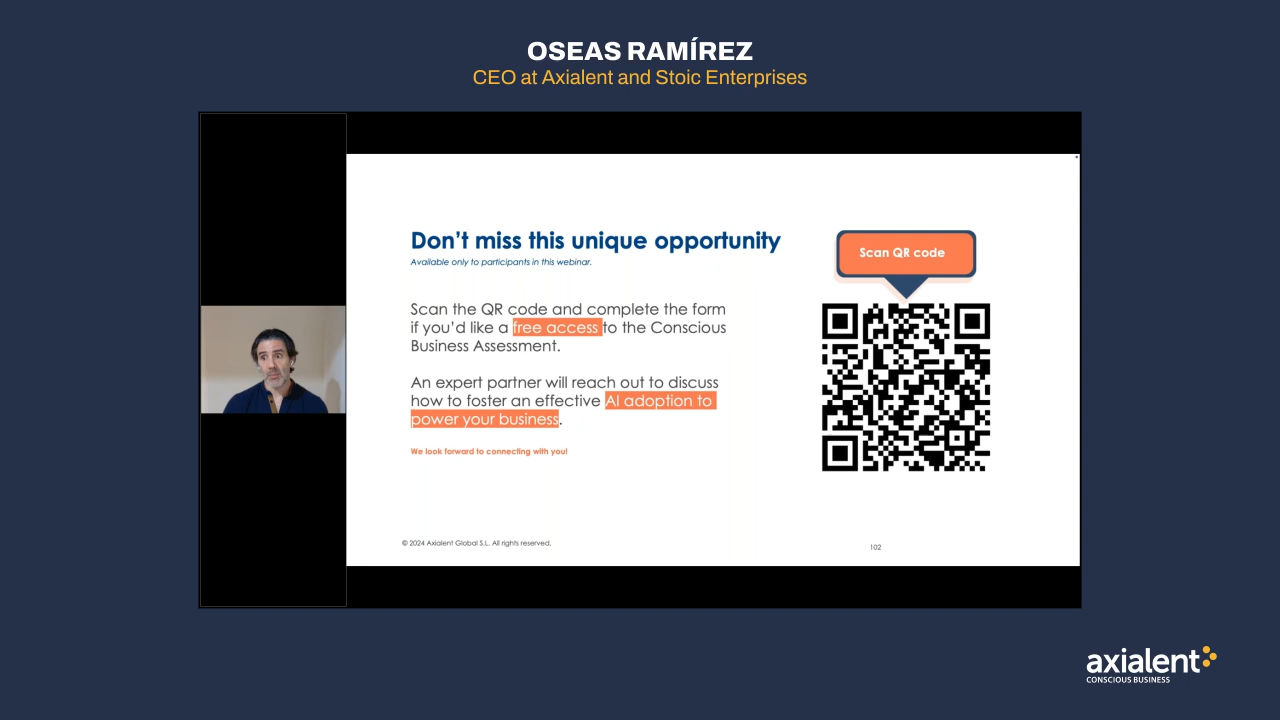 OSEAS RAMÍREZ
CEO at Axialent and Stoic Enterprises
Don't miss this unique opportunity
Available only to participants in this webinar.
Scan the QR code and complete the form
if you'd like a free access to the Conscious
Business Assessment.
An expert partner will reach out to discuss
how to foster an effective AI adoption to
power your business.
We look forward to connecting with you!
Scan QR code
© 2024 Axialent Global S.L. All rights reserved.
102
axialent
CONSCIOUS BUSINESS